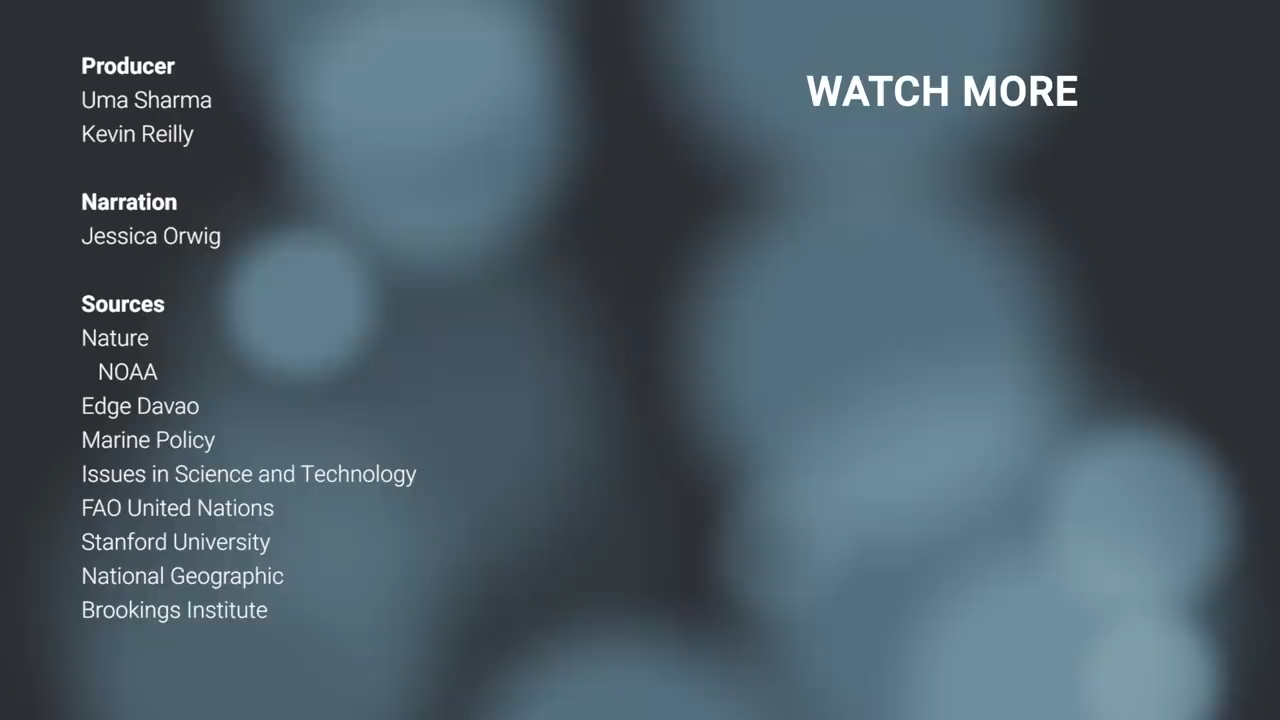 Producer
Uma Sharma
Kevin Reilly
Narration
Jessica Orwig
Sources
Nature
NOAA
Edge Davao
Marine Policy
Issues in Science and Technology
FAO United Nations
Stanford University
National Geographic
Brookings Institute
WATCH MORE